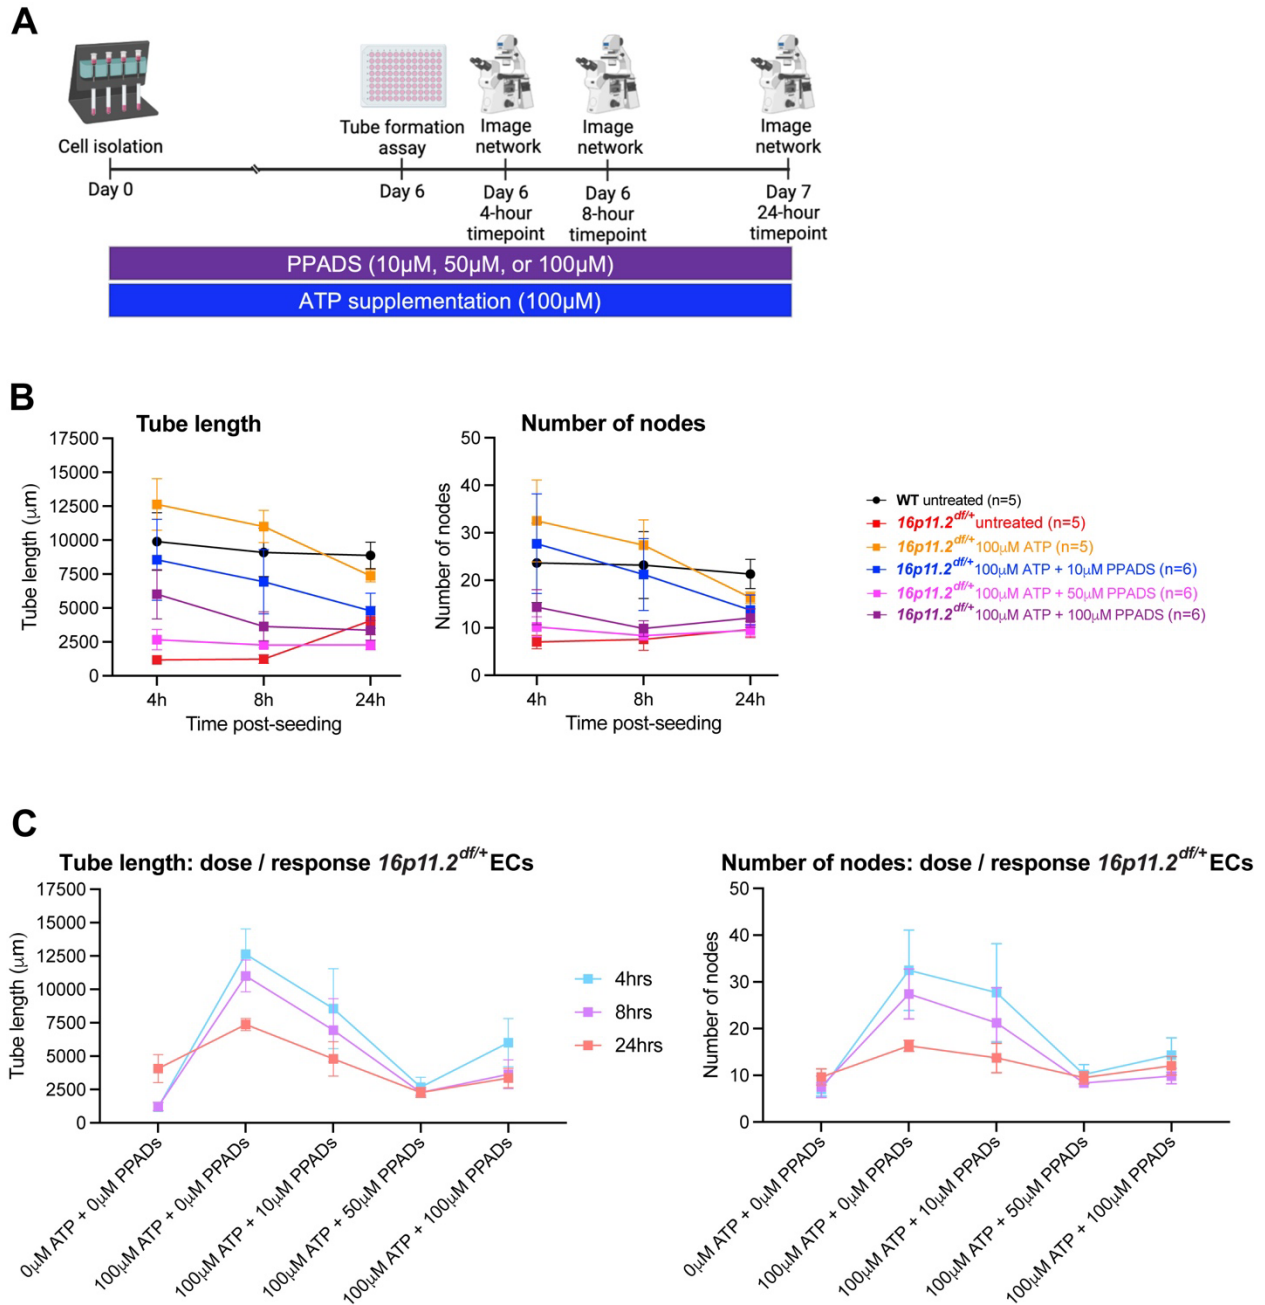 A
Cell isolation
Tube formation
assay
Image
network
Image
network
Image
network
Day 0
Day 6
Day 6
4-hour
timepoint
Day 6
8-hour
timepoint
Day 7
24-hour
timepoint
PPADS (10µM, 50µM, or 100µM)
ATP supplementation (100µM)
B
Tube length
17500
15000
12500
10000
7500
5000
2500
0
Tube length (µm)
4h
8h
24h
Time post-seeding
Number of nodes
50
40
30
20
10
0
Number of nodes
4h
8h
24h
Time post-seeding
WT untreated (n=5)
16p11.2df/+ untreated (n=5)
16p11.2df/+ 100µM ATP (n=5)
16p11.2df/+ 100µM ATP + 10µM PPADS (n=6)
16p11.2df/+ 100µM ATP + 50µM PPADS (n=6)
16p11.2df/+ 100µM ATP + 100µM PPADS (n=6)
C
Tube length: dose / response 16p11.2df/+ ECs
17500
15000
12500
10000
7500
5000
2500
0
Tube length (µm)
0µM ATP + 0µM PPADs
100µM ATP + 0µM PPADs
100µM ATP + 10µM PPADs
100µM ATP + 50µM PPADs
100µM ATP + 100µM PPADs
4hrs
8hrs
24hrs
Number of nodes: dose / response 16p11.2df/+ ECs
50
40
30
20
10
0
Number of nodes
0µM ATP + 0µM PPADs
100µM ATP + 0µM PPADs
100µM ATP + 10µM PPADs
100µM ATP + 50µM PPADs
100µM ATP + 100µM PPADs